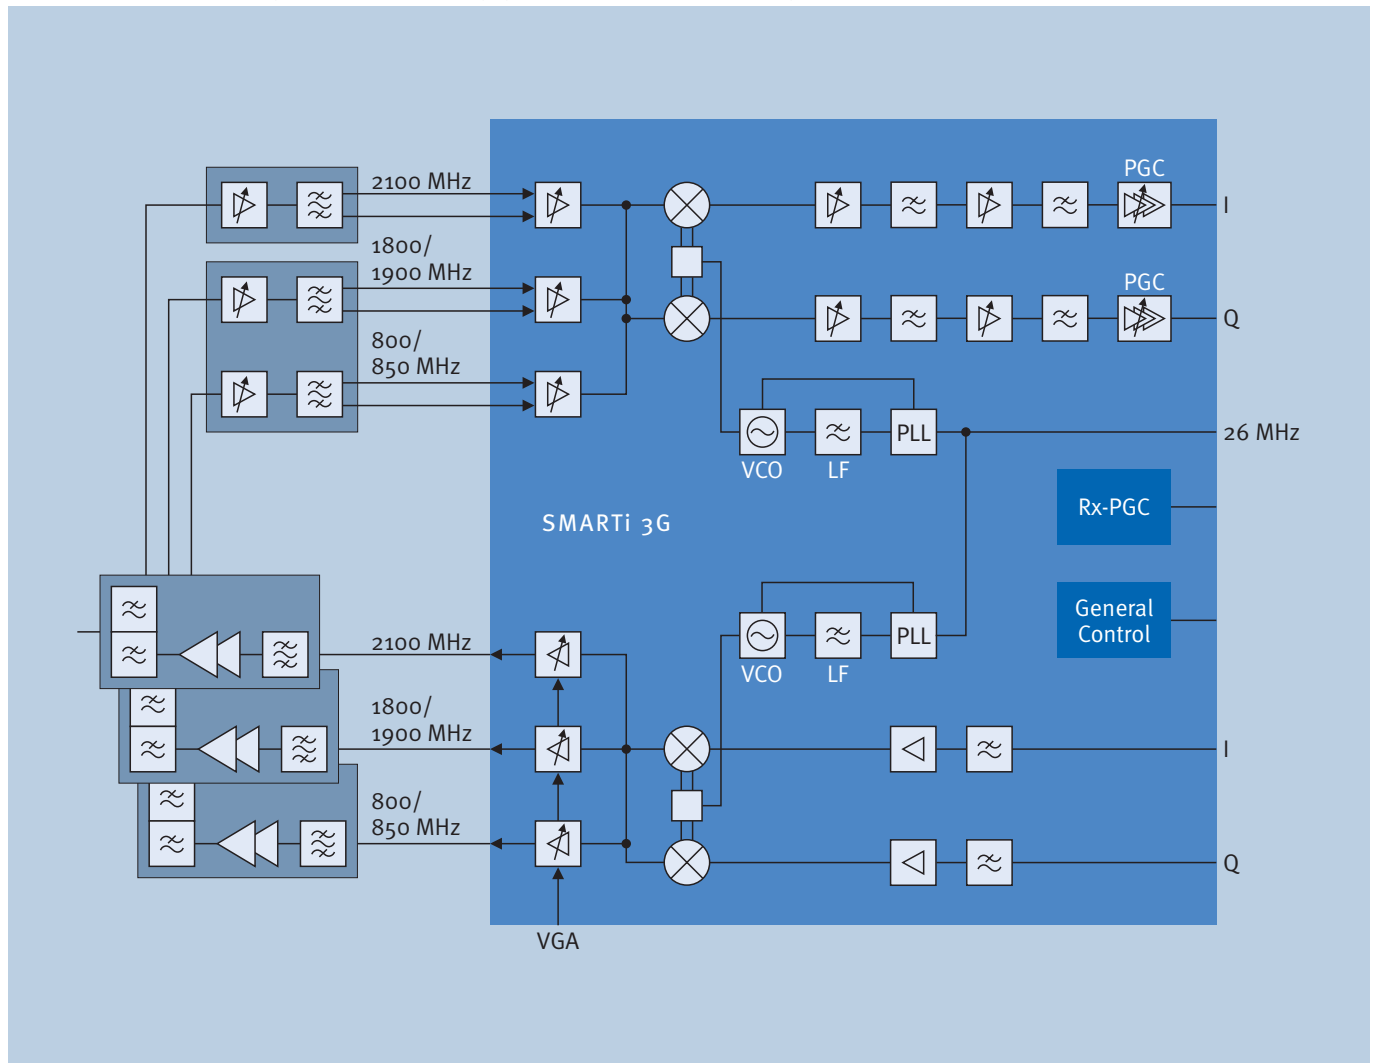 PGC
2100 MHz
I
1800/
1900 MHz
PGC
Q
800/
850 MHz
26 MHz
PLL
VCO
LF
Rx-PGC
SMARTi 3G
General
Control
2100 MHz
PLL
VCO
LF
1800/
1900 MHz
I
800/
850 MHz
Q
VGA